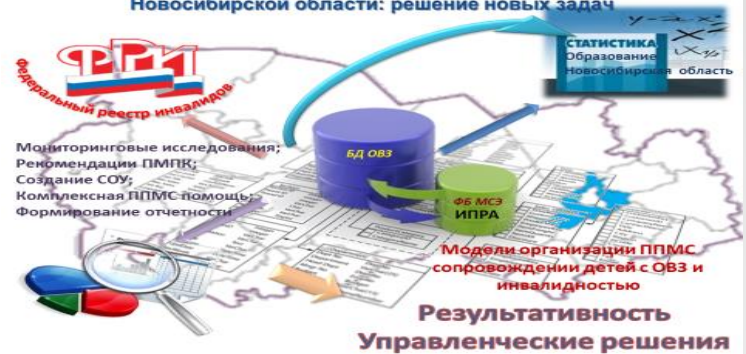 Новосибирской области: решение новых задач
ФРИ
Федеральный реестр инвалидов
СТАТИСТИКА
Образование
Новосибирская область
Мониторинговые исследования;
Рекомендации ПМПК;
Создание СОУ;
Комплексная ППМС помощь;
Формирование отчетности
БД ОВЗ
ФБ МСЭ
ИПРА
Модели организации ППМС
сопровождении детей с ОВЗ и
инвалидностью
Результативность
Управленческие решения